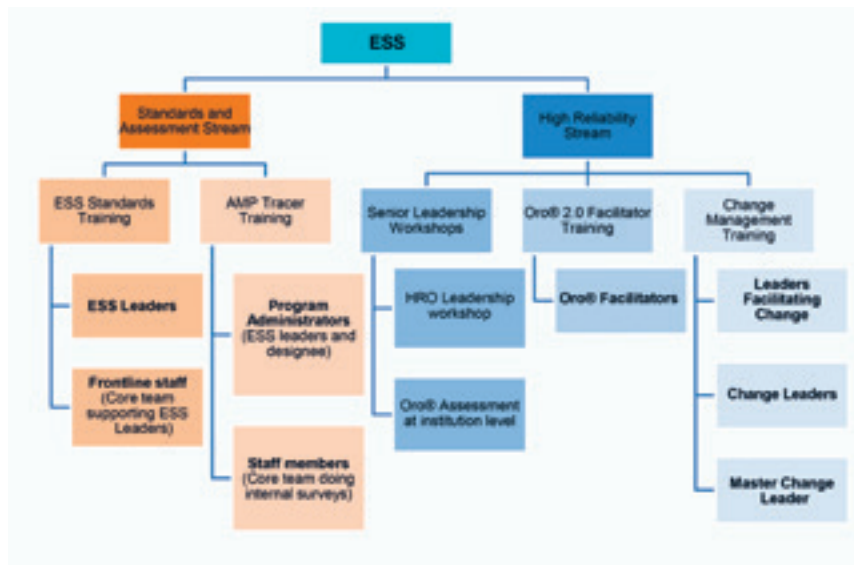 ESS
Standards and
Assessment Stream
High Reliability
Stream
ESS Standards
Training
AMP Tracer
Training
Senior Leadership
Workshops
Oro® 2.0 Facilitator
Training
Change
Management
Training
ESS Leaders
Frontline staff
(Core team
supporting ESS
Leaders)
Program
Administrators
(ESS leaders and
designee)
Staff members
(Core team doing
internal surveys)
HRO Leadership
workshop
Oro® Assessment
at institution level
Oro® Facilitators
Leaders
Facilitating
Change
Change Leaders
Master Change
Leader